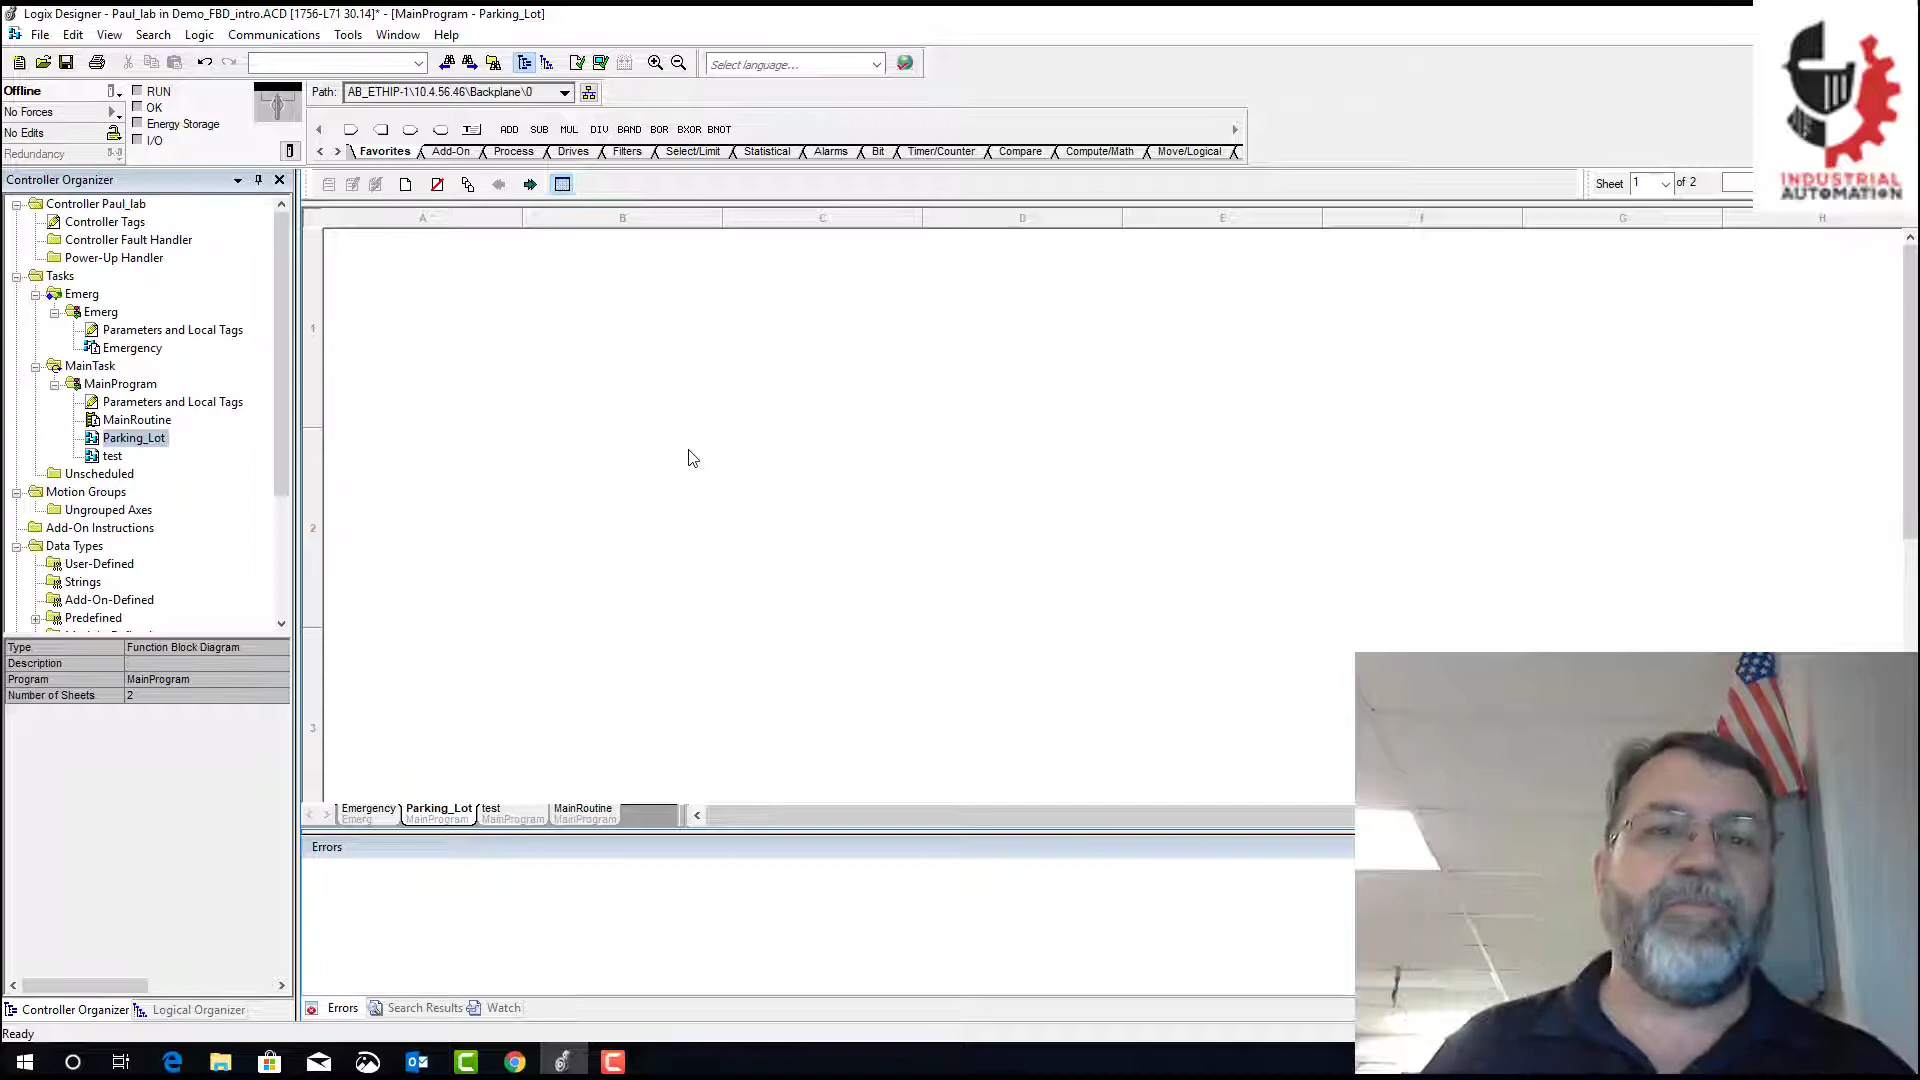 Logix Designer - Paul_lab in Demo_FBD_intro.ACD [1756-L71 30.14]* - [MainProgram - Parking_Lot]
File Edit View Search Logic Communications Tools Window Help
Select language...
Offline
RUN
No Forces
OK
No Edits
Energy Storage
Redundancy
I/O
Path: AB_ETHIP-1\10.4.56.46\Backplane\0
ADD SUB MUL DIV BAND BOR BXOR BNOT
Favorites Add-On Process Drives Filters Select/Limit Statistical Alarms Bit Timer/Counter Compare Compute/Math Move/Logical
Sheet 1 of 2
INDUSTRIAL
AUTOMATION
A B C D E F G H
1
2
3
Controller Organizer
Controller Paul_lab
Controller Tags
Controller Fault Handler
Power-Up Handler
Tasks
Emerg
Emerg
Parameters and Local Tags
Emergency
MainTask
MainProgram
Parameters and Local Tags
MainRoutine
Parking_Lot
test
Unscheduled
Motion Groups
Ungrouped Axes
Add-On Instructions
Data Types
User-Defined
Strings
Add-On-Defined
Predefined
Type Function Block Diagram
Description
Program MainProgram
Number of Sheets 2
Emergency Parking_Lot test MainRoutine
Emerg MainProgram MainProgram MainProgram
Errors
Controller Organizer Logical Organizer
Errors Search Results Watch
Ready